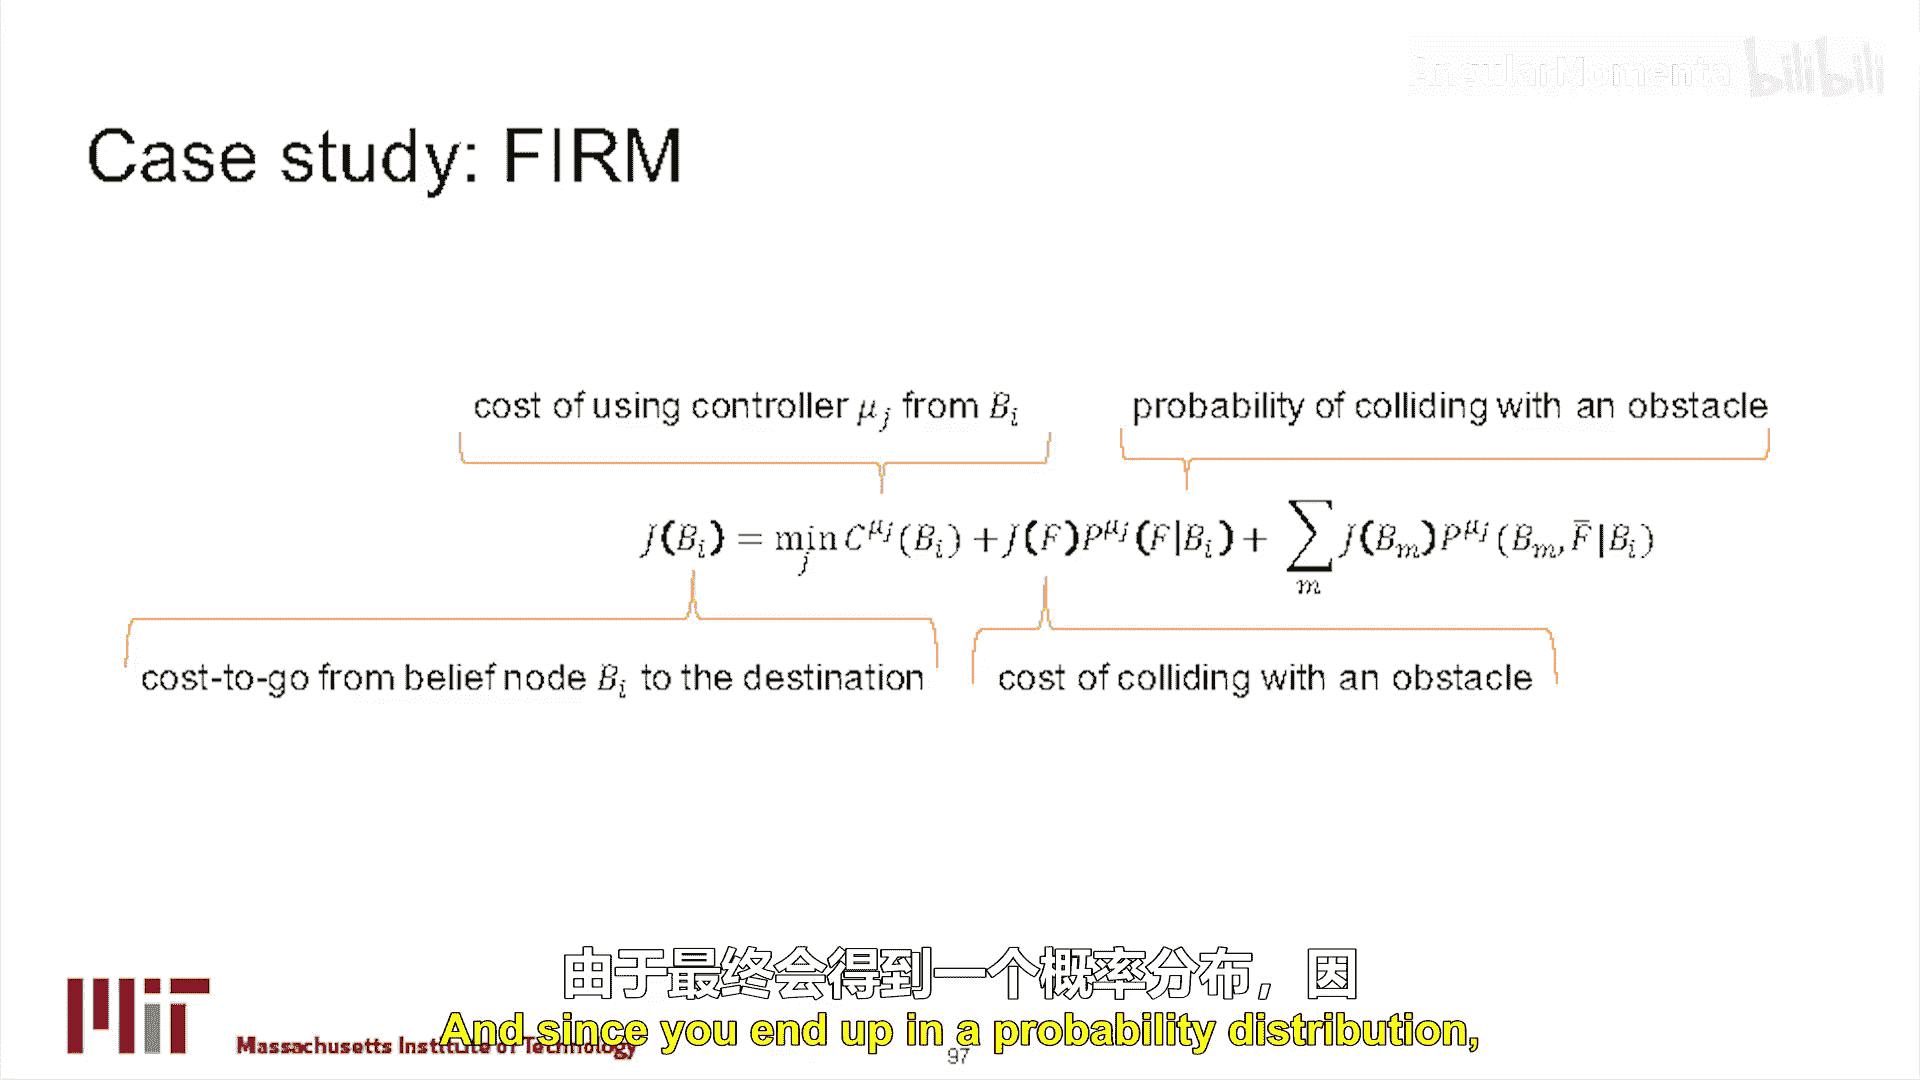 AngularMomenta bilibili
Case study: FIRM
cost of using controller μ_j from B_i
probability of colliding with an obstacle
J(B_i) = min_j C^{μ_j}(B_i) + J(F)P^{μ_j}(F|B_i) + ∑_m J(B_m)P^{μ_j}(B_m, F̅|B_i)
cost-to-go from belief node B_i to the destination
cost of colliding with an obstacle
由于最终会得到一个概率分布，因
And since you end up in a probability distribution,
MIT
Massachusetts Institute of Technology
97